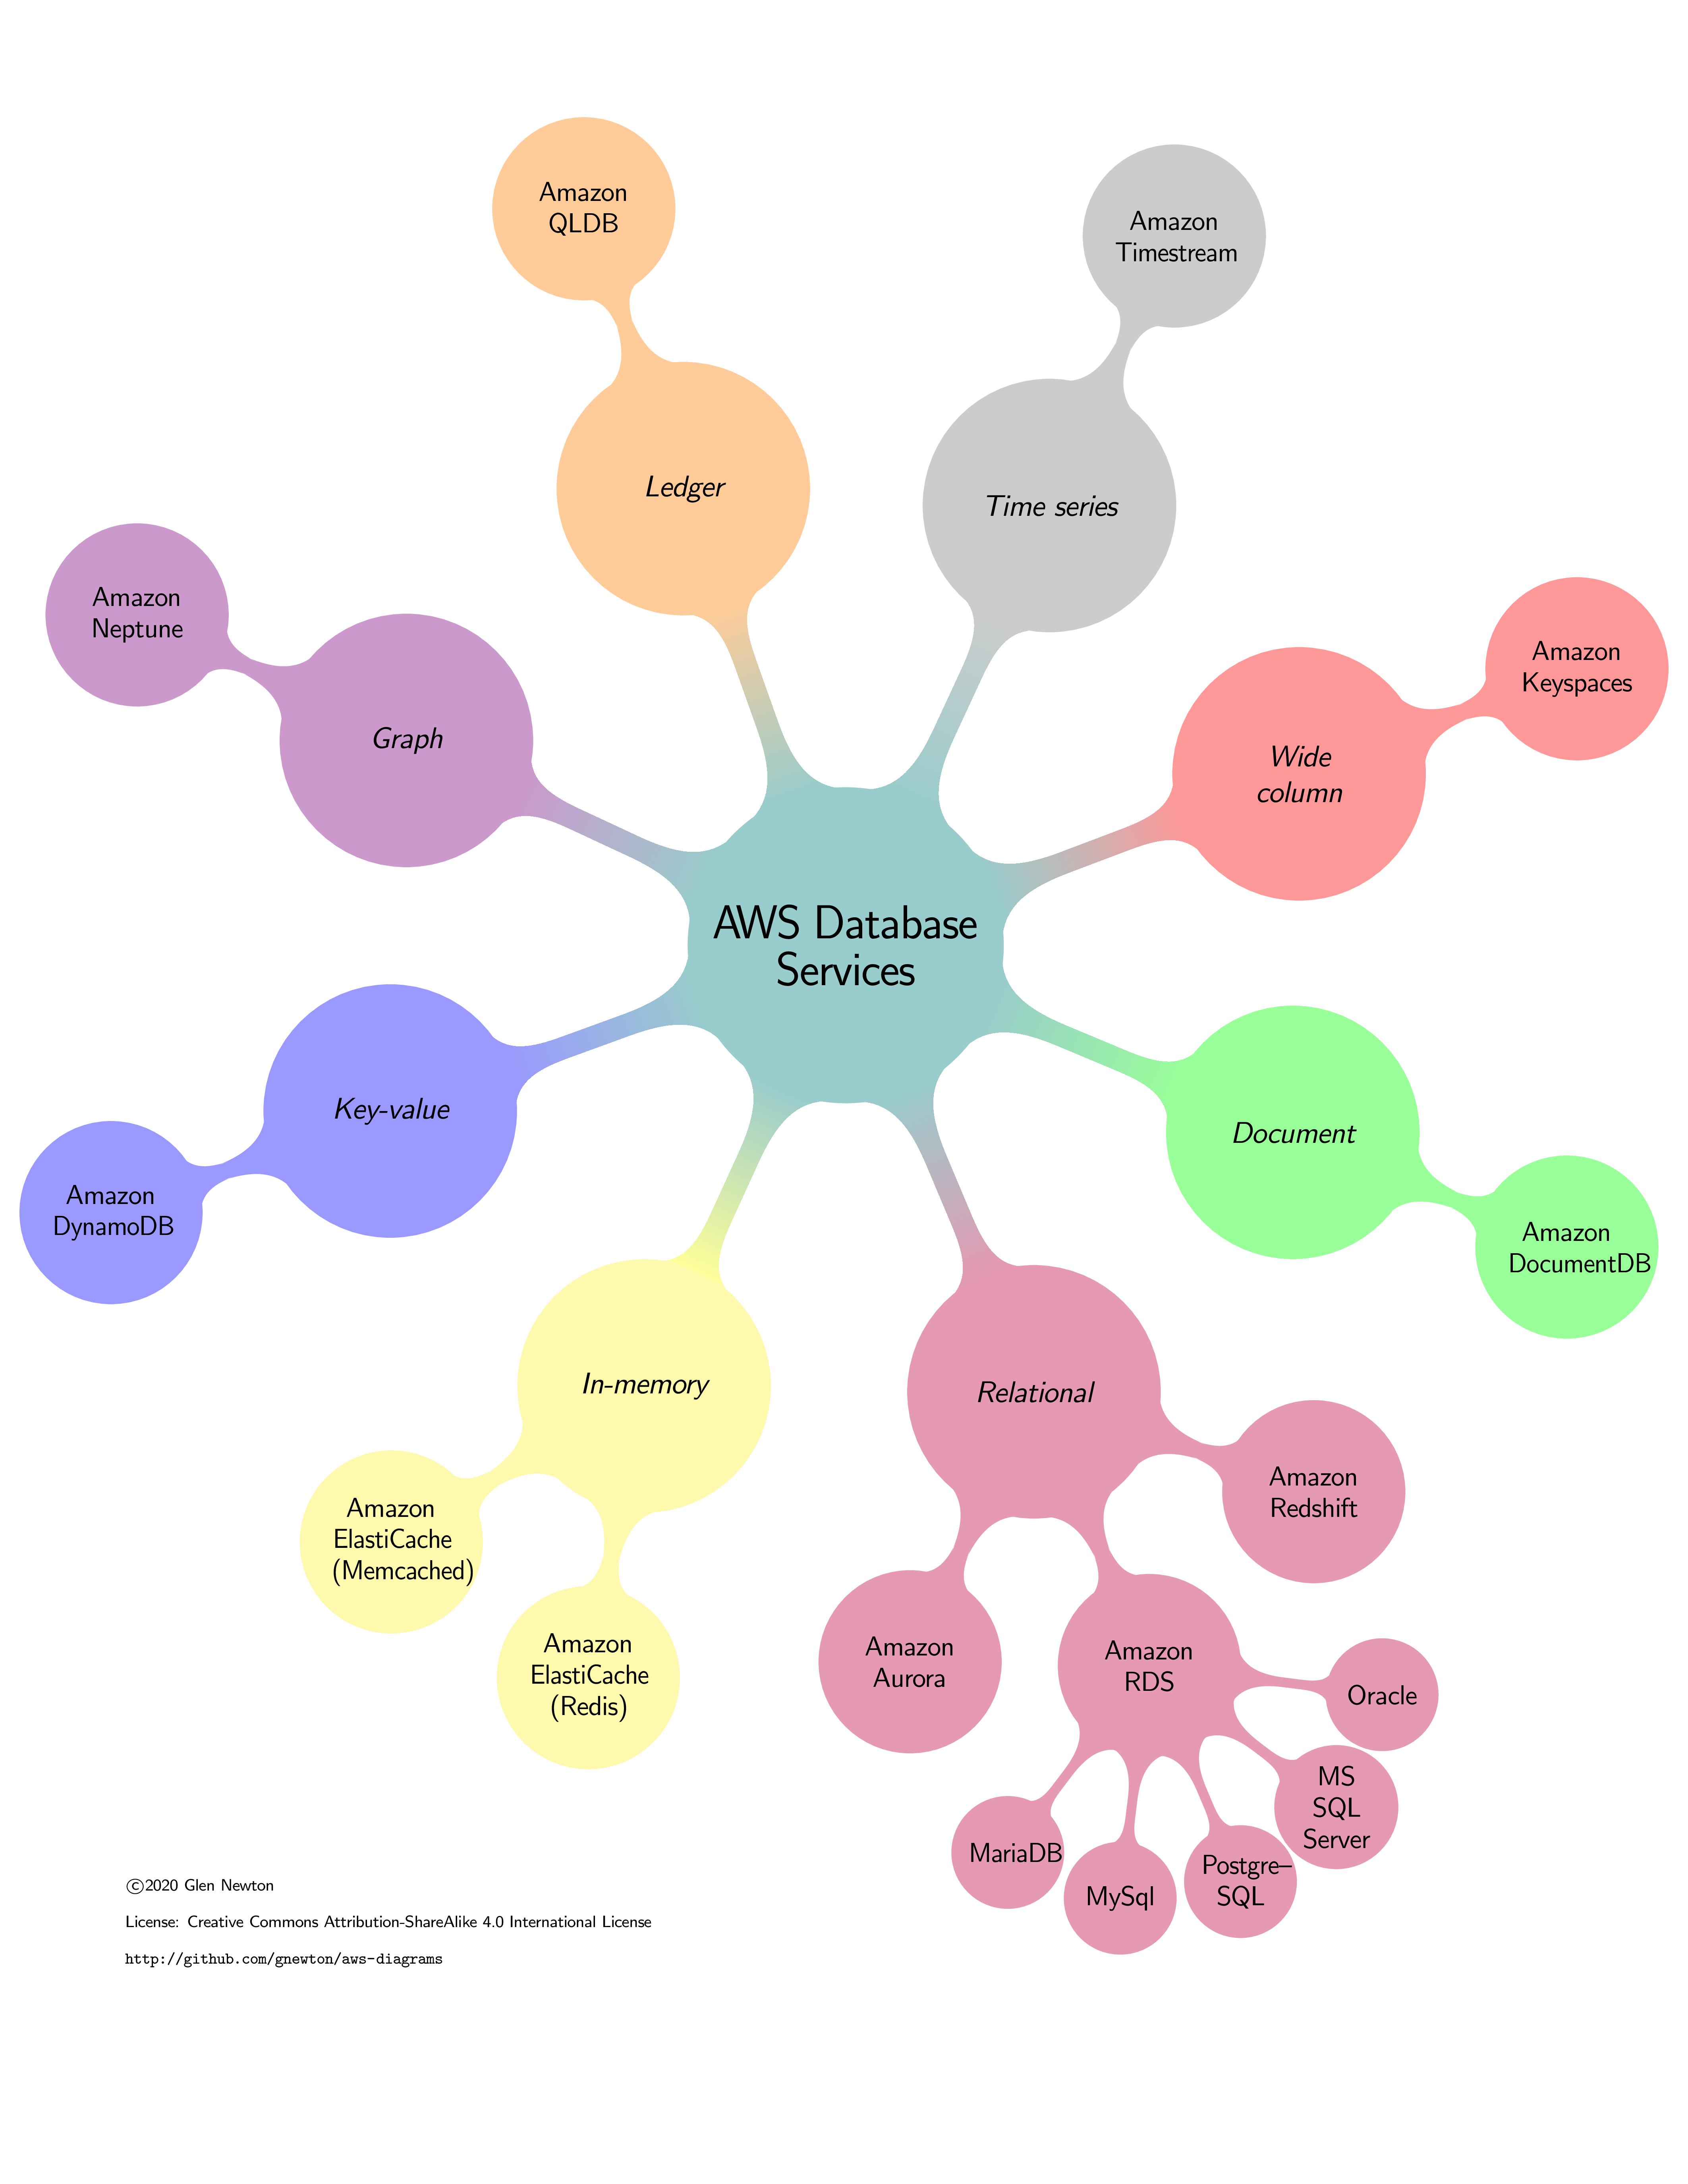 Amazon
QLDB
Amazon
Timestream
Ledger
Time series
Amazon
Neptune
Graph
Amazon
Keyspaces
Wide
column
AWS Database
Services
Key-value
Amazon
DynamoDB
Document
Amazon
DocumentDB
In-memory
Amazon
ElastiCache
(Memcached)
Amazon
ElastiCache
(Redis)
Relational
Amazon
Redshift
Amazon
Aurora
Amazon
RDS
Oracle
MS
SQL
Server
Postgre–
SQL
MySql
MariaDB
©2020 Glen Newton
License: Creative Commons Attribution-ShareAlike 4.0 International License
http://github.com/gnewton/aws-diagrams